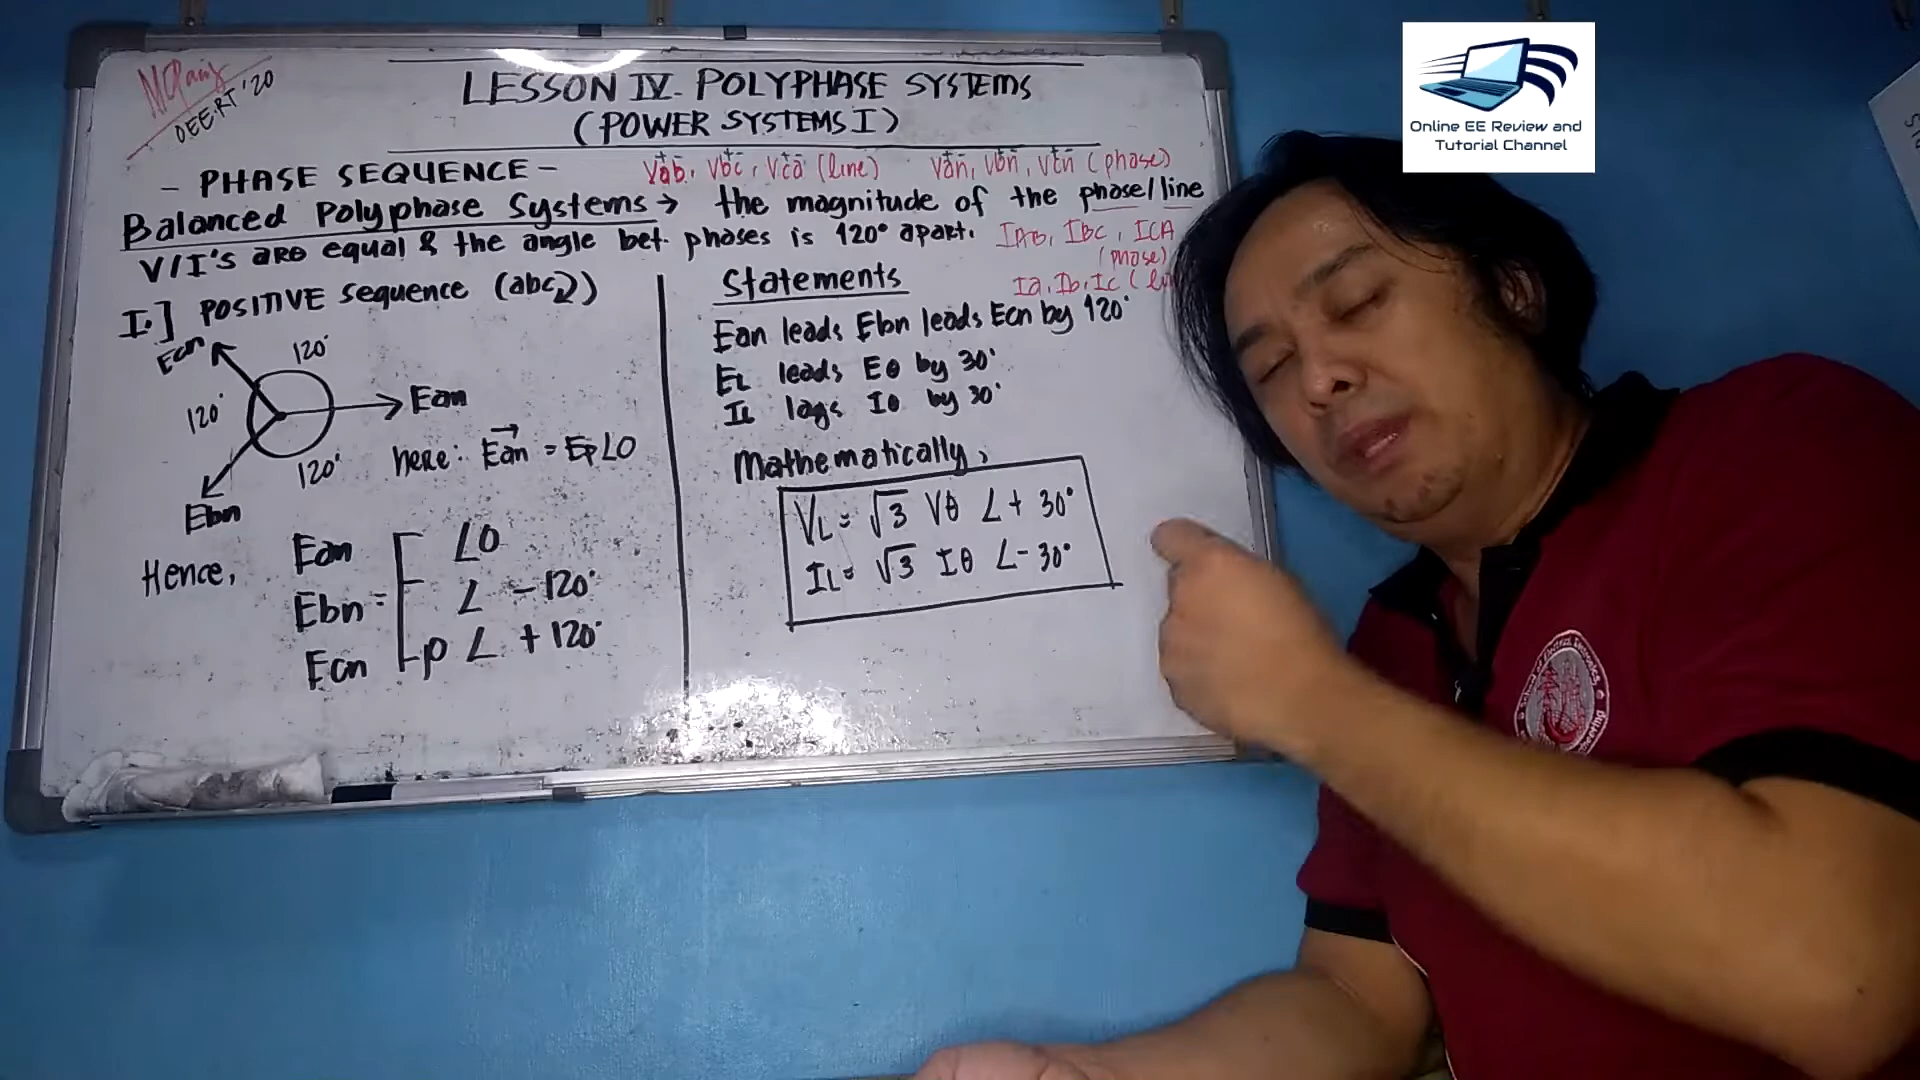 OEERT '20
LESSON IV. POLYPHASE SYSTEMS
(POWER SYSTEMS I)
Online EE Review and
Tutorial Channel
- PHASE SEQUENCE -
Vab, Vbc, Vca (line)
Van, Vbn, Vcn (phase)
Balanced Polyphase Systems → the magnitude of the phase/line
V/I's are equal & the angle bet. phases is 120° apart.
IAB, IBC, ICA
(phase)
Ia, Ib, Ic
I.] POSITIVE sequence (abc)
Ecn
120°
120°
Ean
120°
Ebn
here: Ean = Ep∠0
Hence,
Ean ∠0
Ebn = ∠ -120°
Ecn p ∠ +120°
Statements
Ean leads Ebn leads Ecn by 120°
EL leads Eθ by 30°
IL lags Iθ by 30°
Mathematically,
VL = √3 Vθ ∠+30°
IL = √3 Iθ ∠-30°